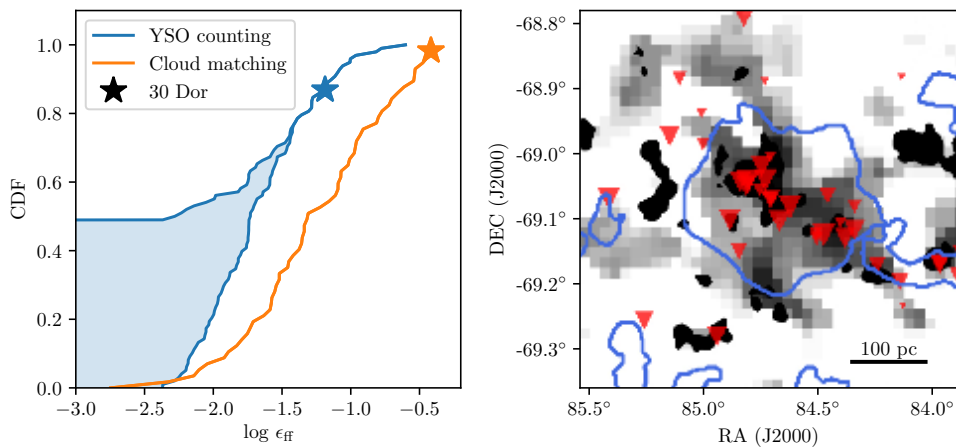 YSO counting
Cloud matching
30 Dor
1.0
0.8
0.6
0.4
0.2
0.0
CDF
−3.0 −2.5 −2.0 −1.5 −1.0 −0.5
log ϵff
-68.8°
-68.9°
-69.0°
-69.1°
-69.2°
-69.3°
DEC (J2000)
100 pc
85.5° 85.0° 84.5° 84.0°
RA (J2000)